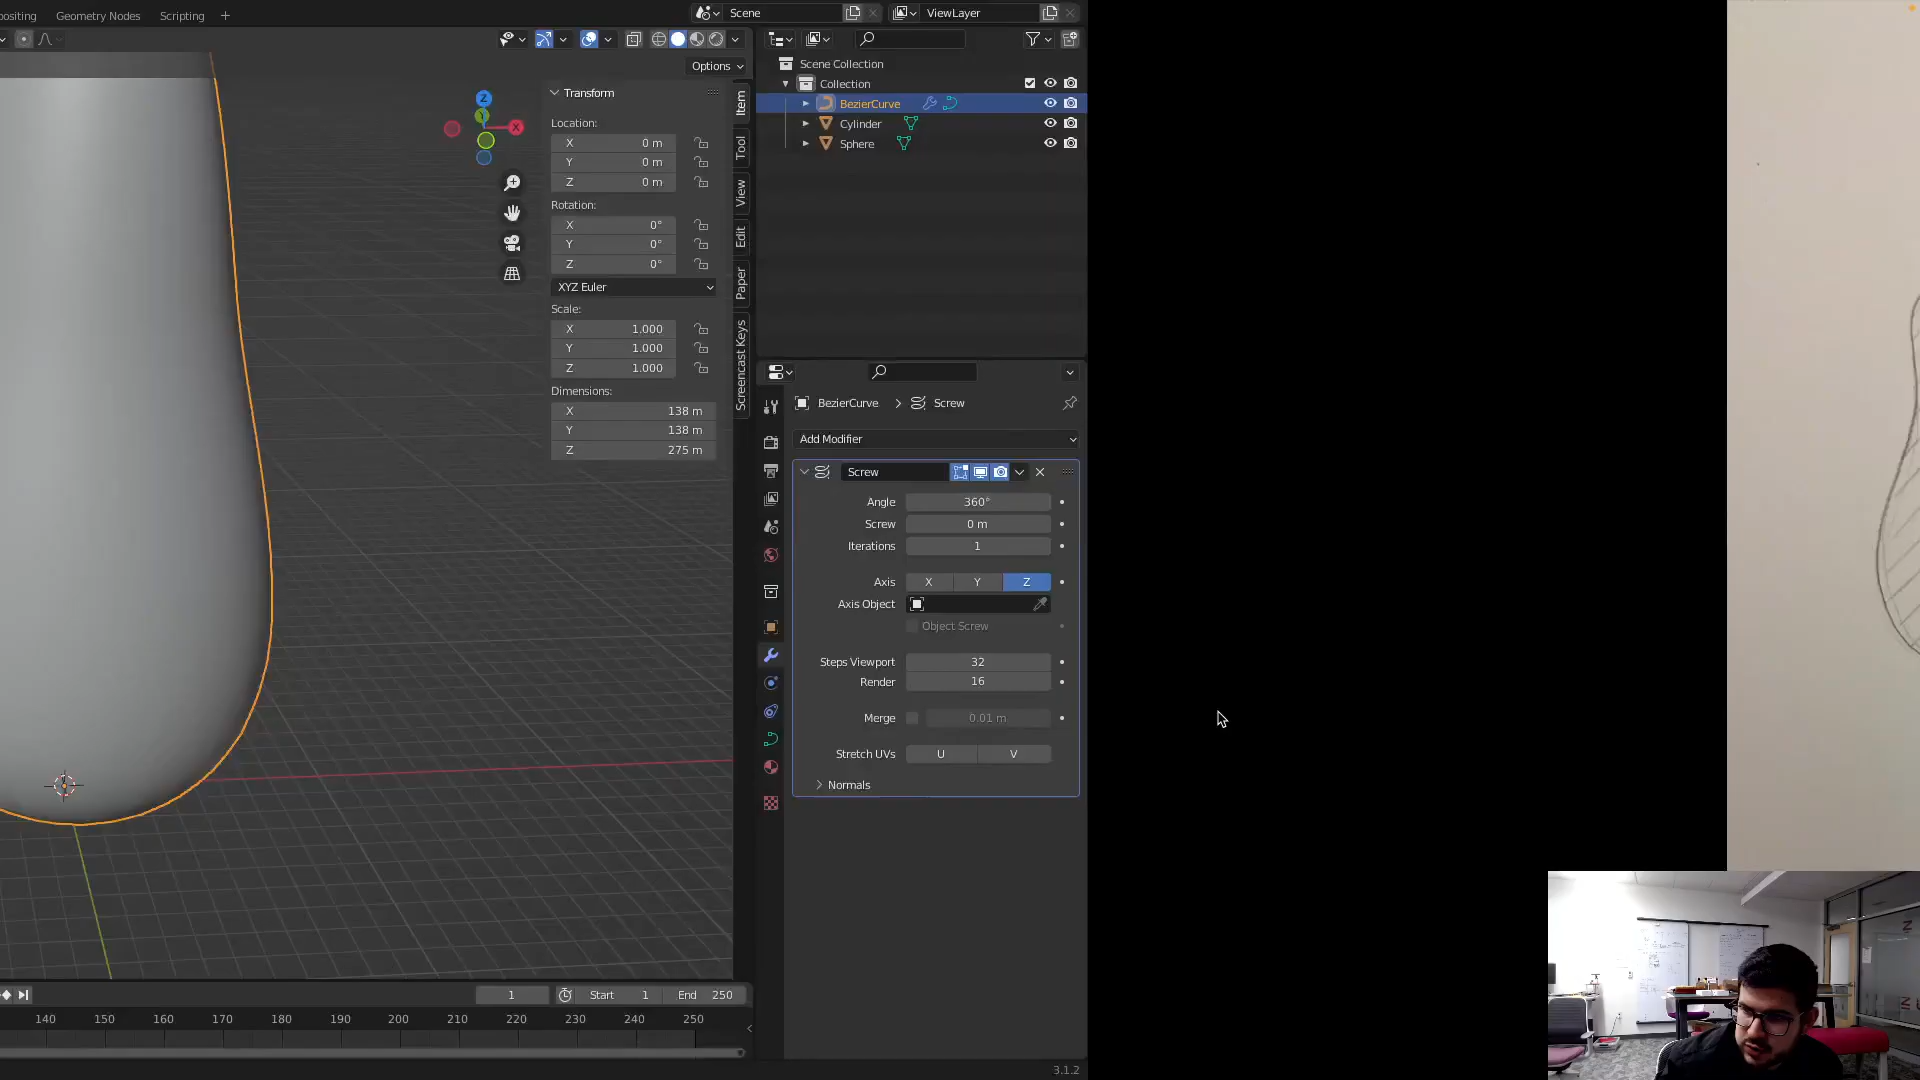 positing Geometry Nodes Scripting +
Scene
ViewLayer
Options
Transform
Location:
X 0 m
Y 0 m
Z 0 m
Rotation:
X 0°
Y 0°
Z 0°
XYZ Euler
Scale:
X 1.000
Y 1.000
Z 1.000
Dimensions:
X 138 m
Y 138 m
Z 275 m
Z
X
Item
Tool
View
Edit
Paper
Screencast Keys
Scene Collection
Collection
BezierCurve
Cylinder
Sphere
BezierCurve > Screw
Add Modifier
Screw
Angle 360°
Screw 0 m
Iterations 1
Axis X Y Z
Axis Object
Object Screw
Steps Viewport 32
Render 16
Merge 0.01 m
Stretch UVs U V
Normals
1 Start 1 End 250
140 150 160 170 180 190 200 210 220 230 240 250
3.1.2